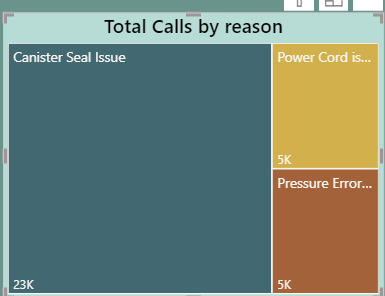 Total Calls by reason
Canister Seal Issue
23K
Power Cord is...
5K
Pressure Error...
5K